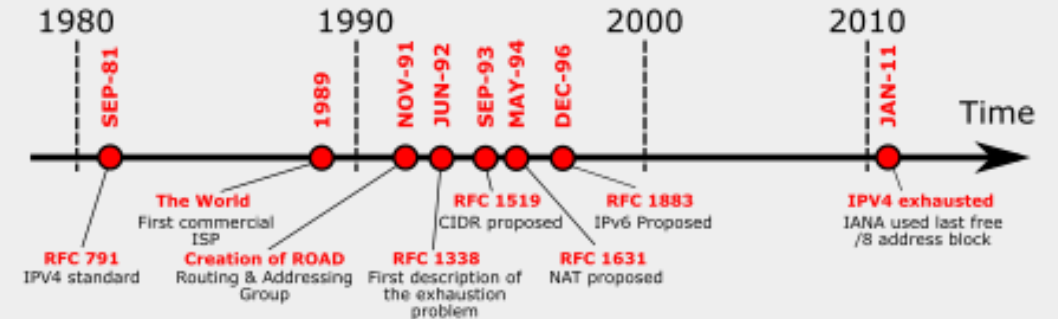 1980
1990
2000
2010
SEP-81
1989
NOV-91
JUN-92
SEP-93
MAY-94
DEC-96
JAN-11
Time
The World
First commercial
ISP
RFC 1519
CIDR proposed
RFC 1883
IPv6 Proposed
IPV4 exhausted
IANA used last free
/8 address block
RFC 791
IPV4 standard
Creation of ROAD
Routing & Addressing
Group
RFC 1338
First description of
the exhaustion
problem
RFC 1631
NAT proposed